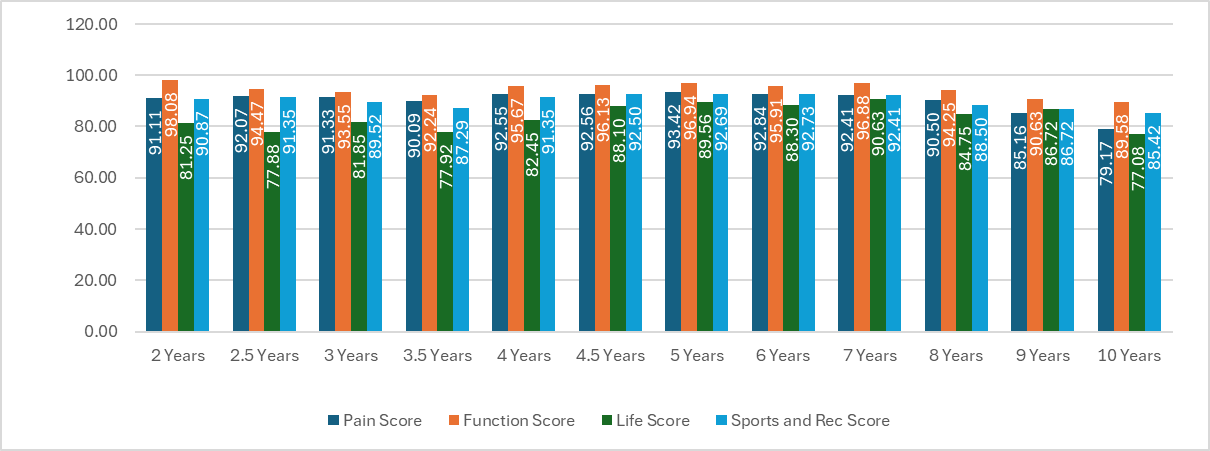 120.00
100.00
80.00
60.00
40.00
20.00
0.00
91.11 98.08 81.25 90.87
92.07 94.47 77.88 91.35
91.33 93.55 81.85 89.52
90.09 92.24 77.92 87.29
92.55 95.67 82.45 91.35
92.56 96.13 88.10 92.50
93.42 96.94 89.56 92.69
92.84 95.91 88.30 92.73
92.41 96.88 90.63 92.41
90.50 94.25 84.75 88.50
85.16 90.63 86.72 86.72
79.17 89.58 77.08 85.42
2 Years 2.5 Years 3 Years 3.5 Years 4 Years 4.5 Years 5 Years 6 Years 7 Years 8 Years 9 Years 10 Years
Pain Score Function Score Life Score Sports and Rec Score